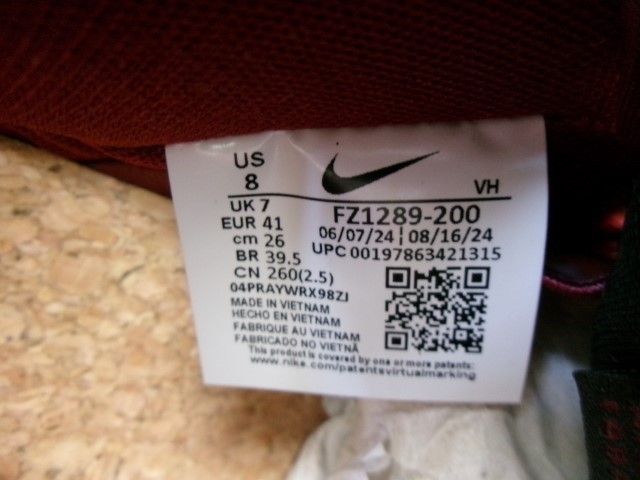 US
8
VH
UK 7
EUR 41
cm 26
BR 39.5
CN 260(2.5)
FZ1289-200
06/07/24 | 08/16/24
UPC 00197863421315
04PRAYWRX98ZJ
MADE IN VIETNAM
HECHO EN VIETNAM
FABRIQUE AU VIETNAM
FABRICADO NO VIETNÃ
This product is covered by one or more patents:
www.nike.com/patentsvirtualmarking